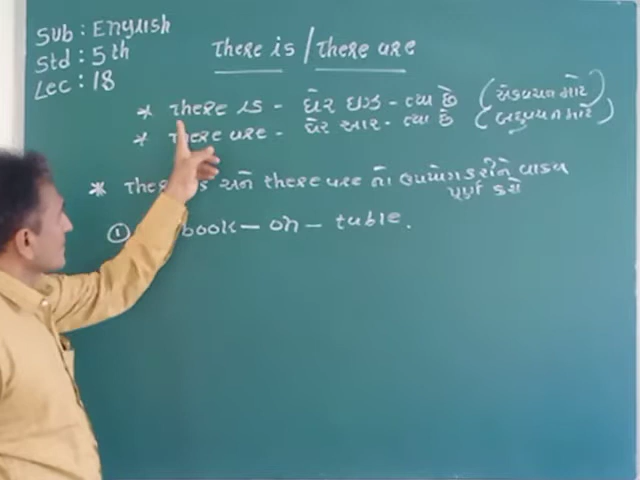 Sub : English
Std : 5th
Lec : 18
There is / There are
* There is - ધેર ઇઝ - ત્યાં છે (એકવચન માટે)
* There are - ધેર આર - ત્યાં છે (બહુવચન માટે)
* There is અને there are નો ઉપયોગ કરીને વાક્ય
પૂર્ણ કરો
① book - on - table.